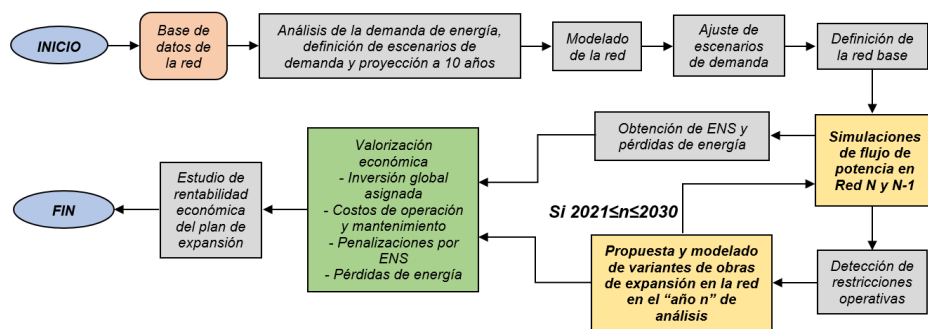 INICIO
Base de
datos de
la red
Análisis de la demanda de energía,
definición de escenarios de
demanda y proyección a 10 años
Modelado
de la red
Ajuste de
escenarios
de demanda
Definición de
la red base
Simulaciones
de flujo de
potencia en
Red N y N-1
Obtención de ENS y
pérdidas de energía
Detección de
restricciones
operativas
Si 2021≤n≤2030
Propuesta y modelado
de variantes de obras
de expansión en la red
en el “año n” de
análisis
Valorización
económica
- Inversión global
asignada
- Costos de operación
y mantenimiento
- Penalizaciones por
ENS
- Pérdidas de energía
Estudio de
rentabilidad
económica
del plan de
expansión
FIN